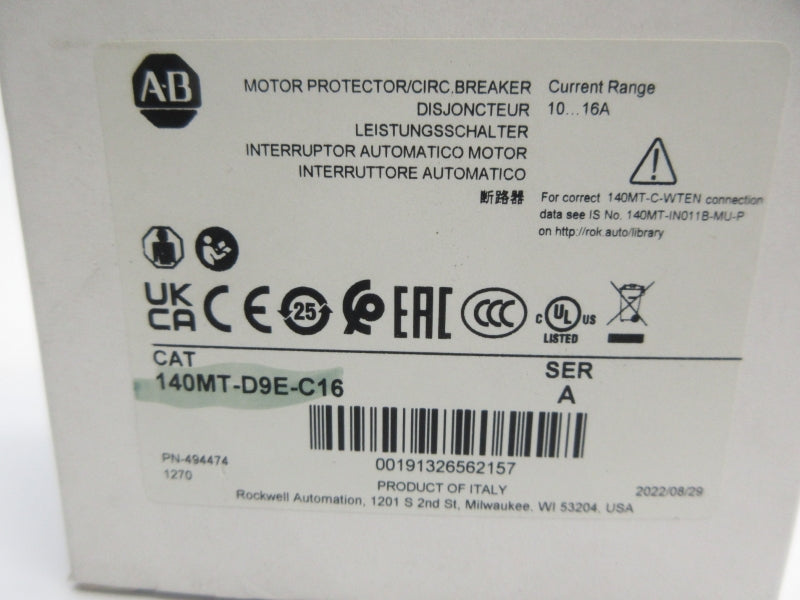 A-B
MOTOR PROTECTOR/CIRC.BREAKER
DISJONCTEUR
LEISTUNGSSCHALTER
INTERRUPTOR AUTOMATICO MOTOR
INTERRUTTORE AUTOMATICO
断路器
Current Range
10...16A
For correct 140MT-C-WTEN connection
data see IS No. 140MT-IN011B-MU-P
on http://rok.auto/library
UK
CA CE 25 EAC CCC c UL US
LISTED
CAT
140MT-D9E-C16
SER
A
00191326562157
PN-494474
1270
PRODUCT OF ITALY
2022/08/29
Rockwell Automation, 1201 S 2nd St, Milwaukee, WI 53204, USA